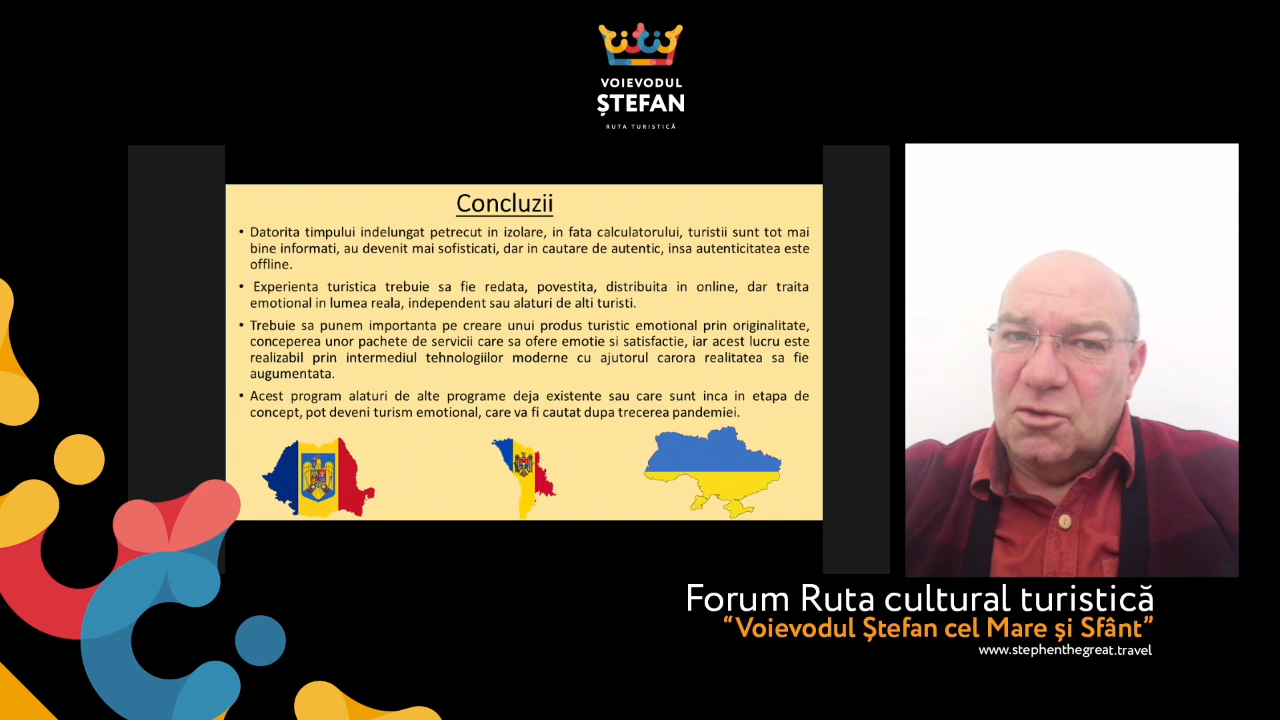 VOIEVODUL
ȘTEFAN
RUTA TURISTICĂ
Concluzii
• Datorita timpului indelungat petrecut in izolare, in fata calculatorului, turistii sunt tot mai
bine informati, au devenit mai sofisticati, dar in cautare de autentic, insa autenticitatea este
offline.
• Experienta turistica trebuie sa fie redata, povestita, distribuita in online, dar traita
emotional in lumea reala, independent sau alaturi de alti turisti.
• Trebuie sa punem importanta pe creare unui produs turistic emotional prin originalitate,
conceperea unor pachete de servicii care sa ofere emotie si satisfactie, iar acest lucru este
realizabil prin intermediul tehnologiilor moderne cu ajutorul carora realitatea sa fie
augumentata.
• Acest program alaturi de alte programe deja existente sau care sunt inca in etapa de
concept, pot deveni turism emotional, care va fi cautat dupa trecerea pandemiei.
Forum Ruta cultural turistică
“Voievodul Ștefan cel Mare și Sfânt”
www.stephenthegreat.travel